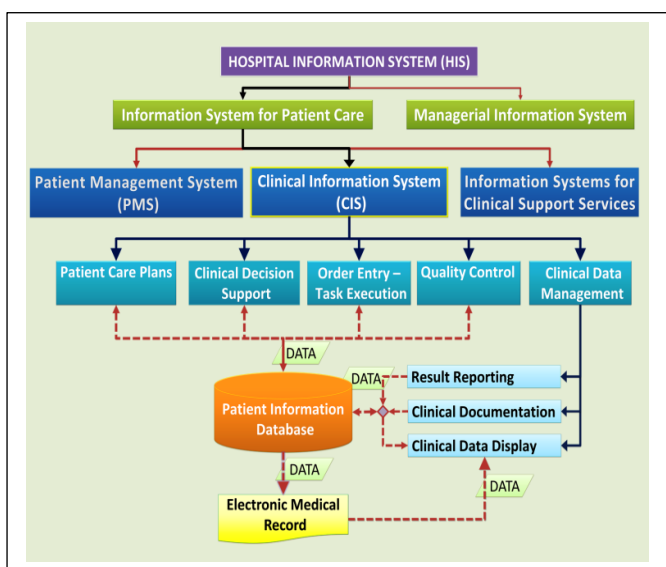 HOSPITAL INFORMATION SYSTEM (HIS)
Information System for Patient Care
Managerial Information System
Patient Management System
(PMS)
Clinical Information System
(CIS)
Information Systems for
Clinical Support Services
Patient Care Plans
Clinical Decision
Support
Order Entry –
Task Execution
Quality Control
Clinical Data
Management
DATA
DATA
Result Reporting
Patient Information
Database
Clinical Documentation
Clinical Data Display
DATA
DATA
Electronic Medical
Record